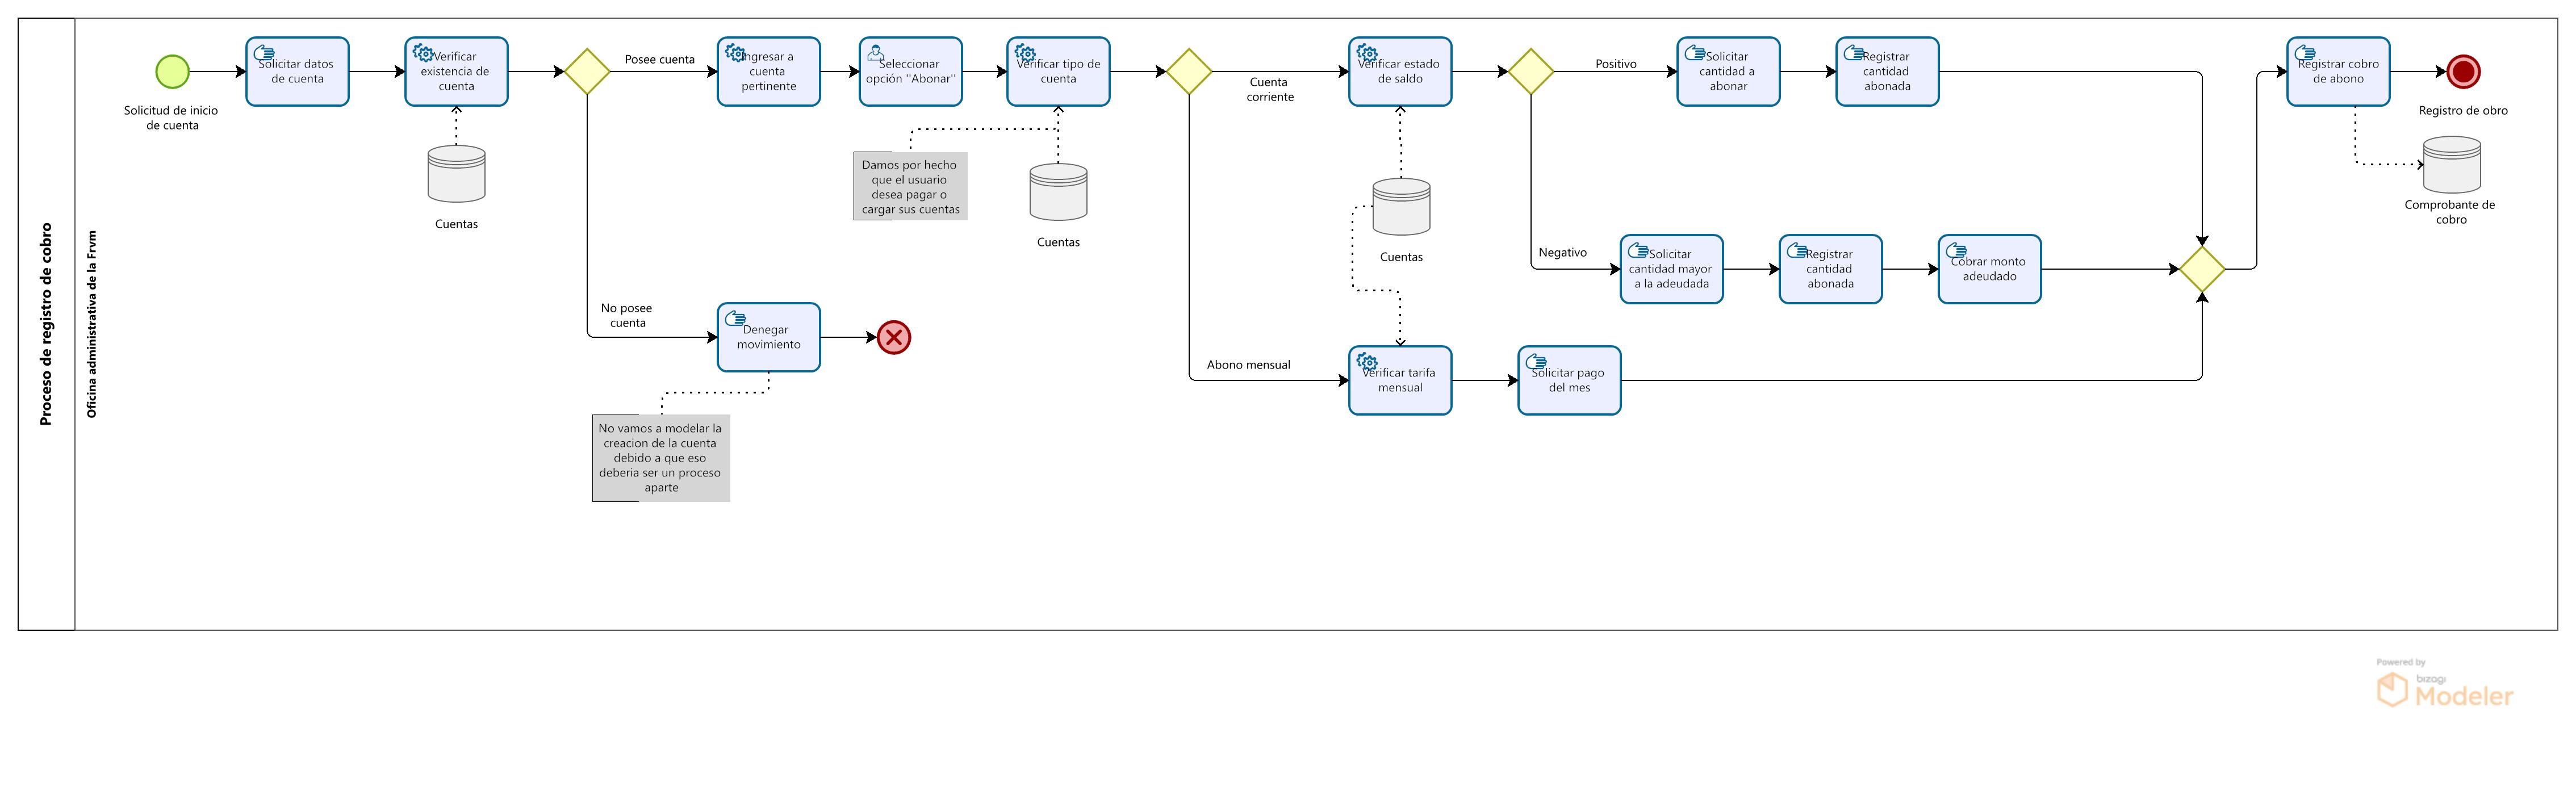 Proceso de registro de cobro
Oficina administrativa de la Frvm
Solicitud de inicio
de cuenta
Solicitar datos
de cuenta
Verificar
existencia de
cuenta
Cuentas
Posee cuenta
No posee
cuenta
Ingresar a
cuenta
pertinente
Seleccionar
opción "Abonar"
Verificar tipo de
cuenta
Damos por hecho
que el usuario
desea pagar o
cargar sus cuentas
Cuentas
Denegar
movimiento
No vamos a modelar la
creacion de la cuenta
debido a que eso
deberia ser un proceso
aparte
Cuenta
corriente
Abono mensual
Verificar estado
de saldo
Cuentas
Verificar tarifa
mensual
Solicitar pago
del mes
Positivo
Negativo
Solicitar
cantidad a
abonar
Registrar
cantidad
abonada
Solicitar
cantidad mayor
a la adeudada
Registrar
cantidad
abonada
Cobrar monto
adeudado
Registrar cobro
de abono
Registro de obro
Comprobante de
cobro
Powered by
bizagi
Modeler